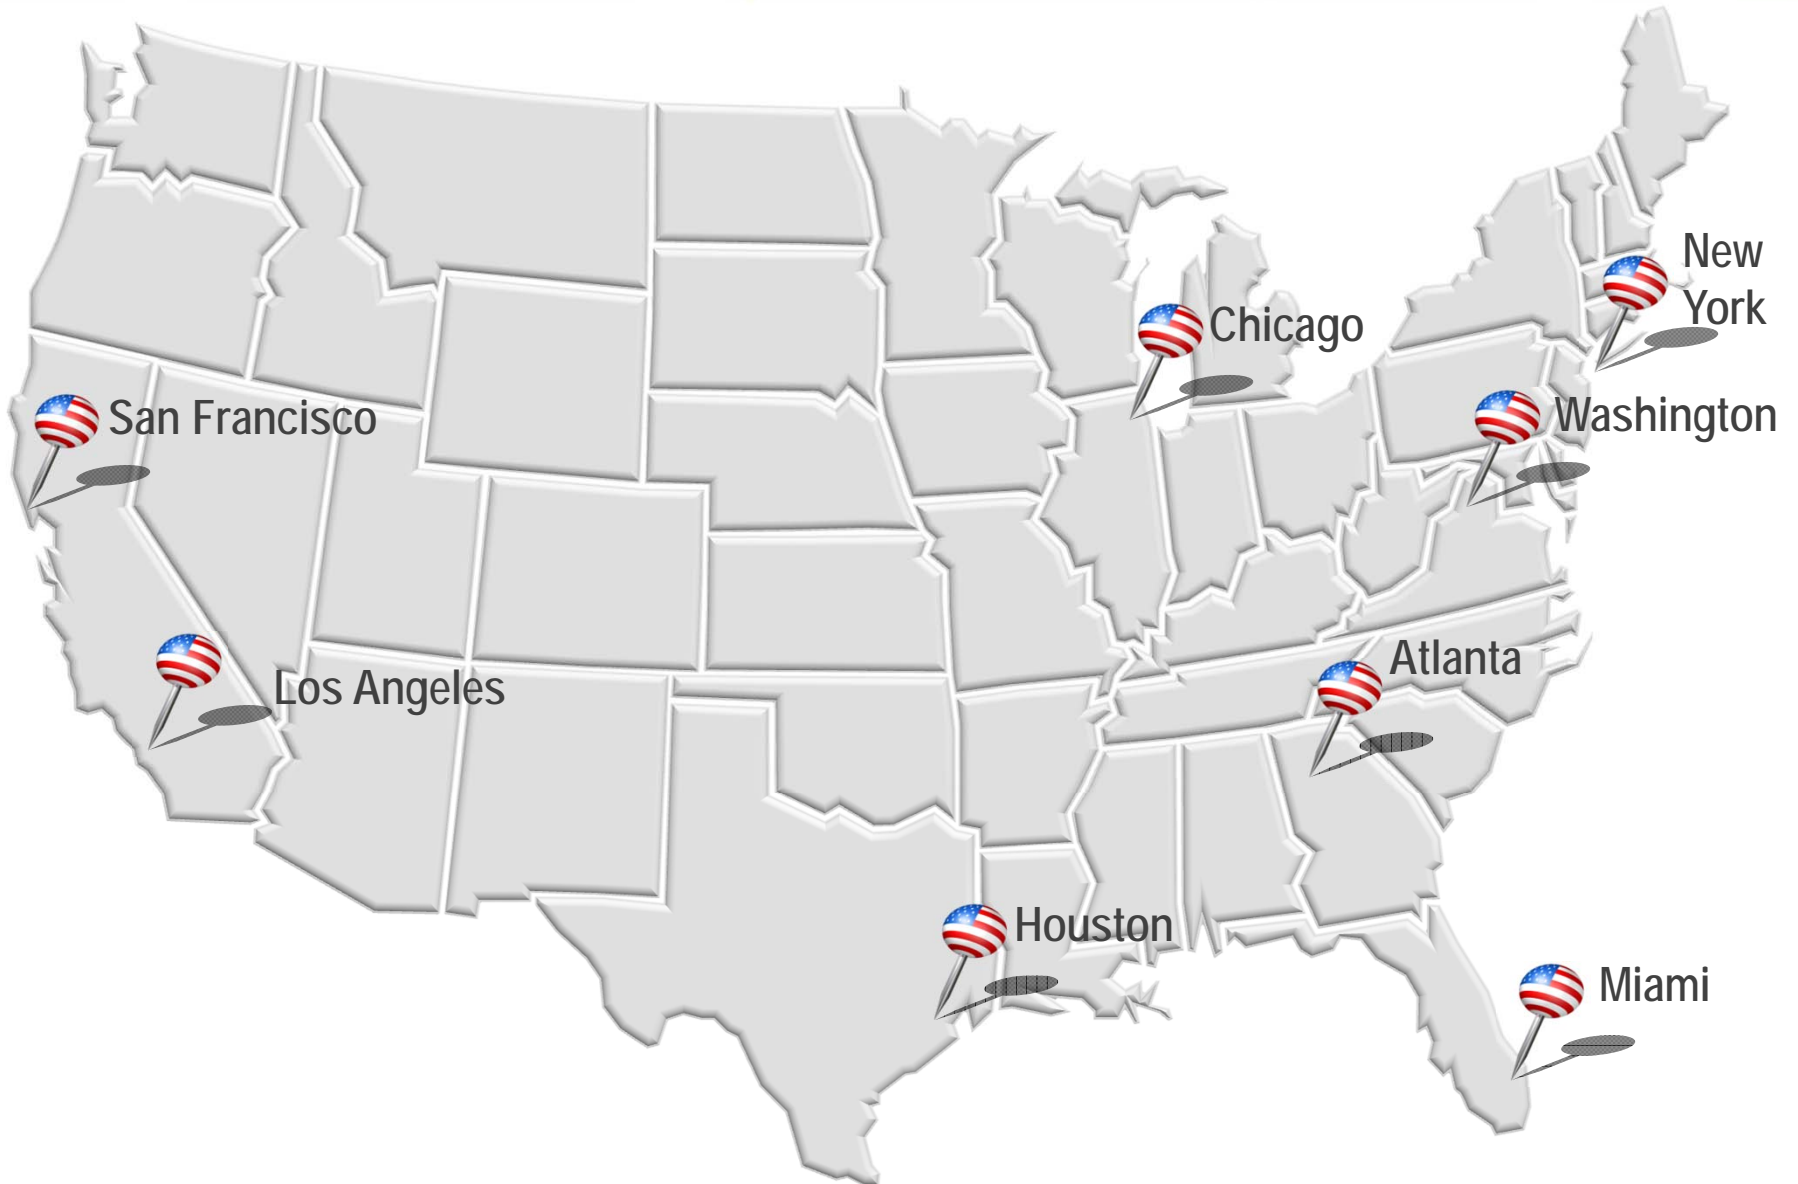 New
York
Chicago
San Francisco
Washington
Atlanta
Los Angeles
Houston
Miami